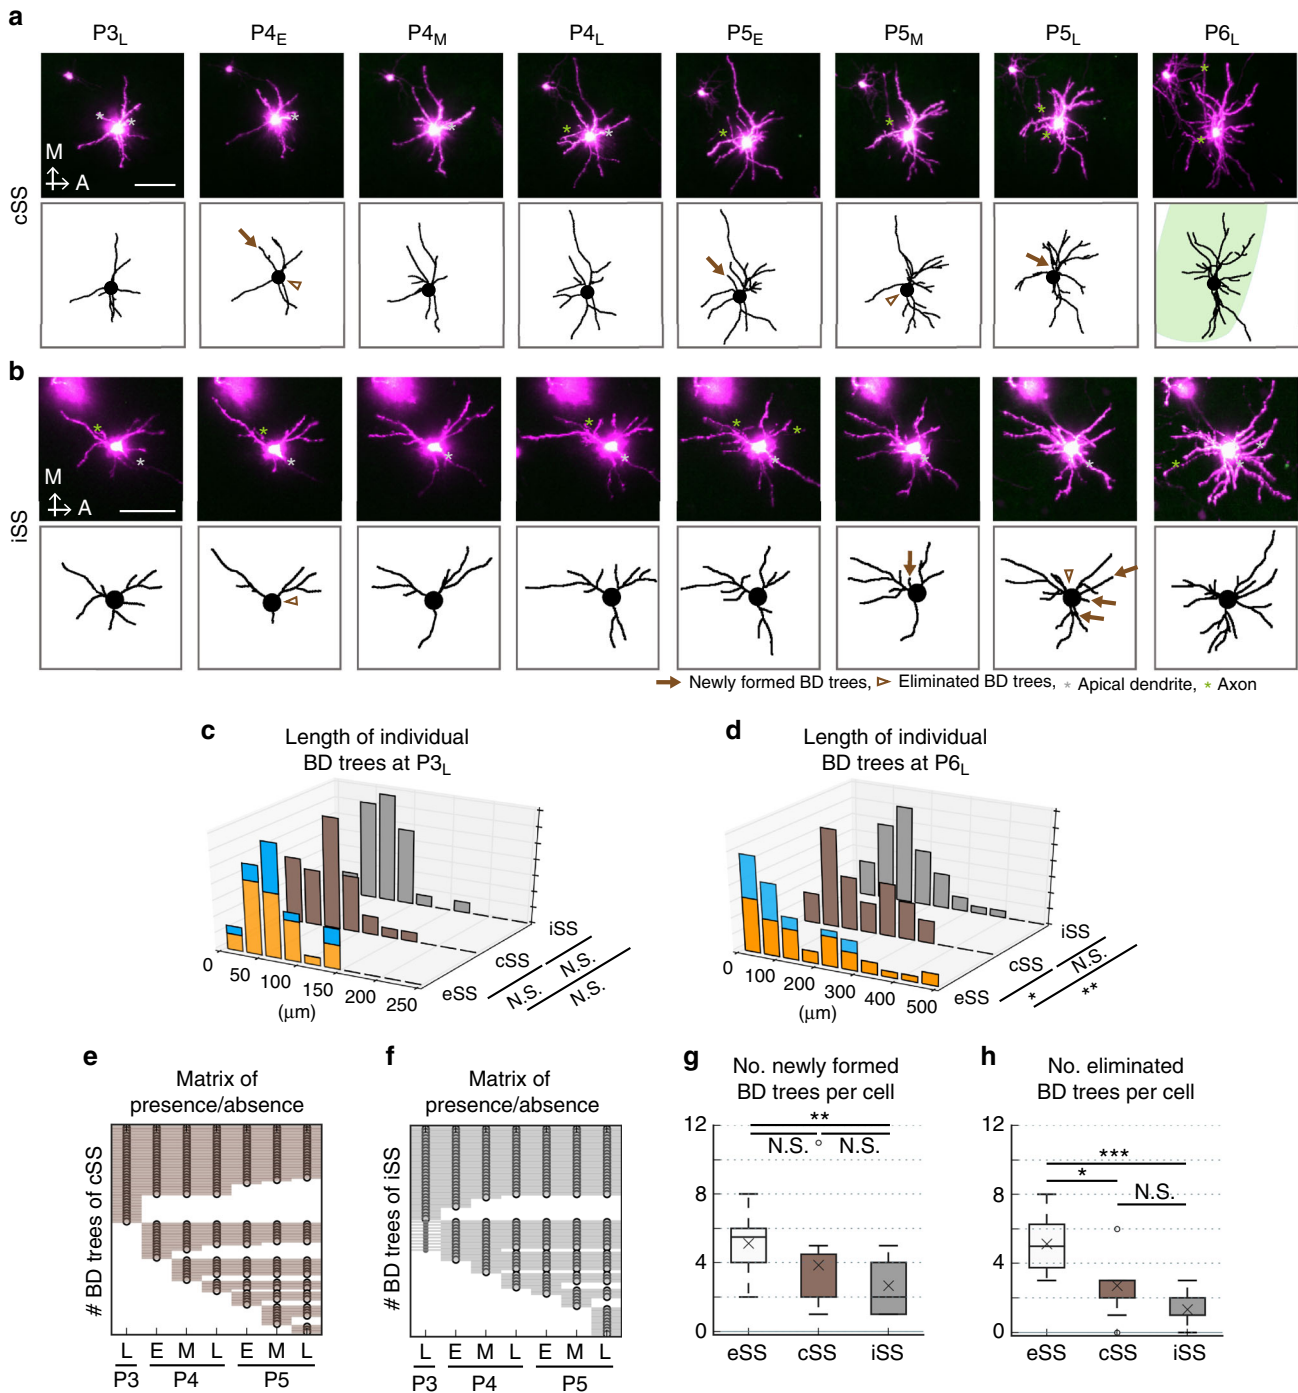 a
P3L P4E P4M P4L P5E P5M P5L P6L
cSS
M
A
b
iSS
M
A
Newly formed BD trees, Eliminated BD trees, * Apical dendrite, * Axon
c
Length of individual
BD trees at P3L
0 50 100 150 200 250
(μm)
eSS cSS iSS
N.S. N.S.
N.S.
d
Length of individual
BD trees at P6L
0 100 200 300 400 500
(μm)
eSS cSS iSS
* N.S.
**
e
Matrix of
presence/absence
# BD trees of cSS
L E M L E M L
P3 P4 P5
f
Matrix of
presence/absence
# BD trees of iSS
L E M L E M L
P3 P4 P5
g
No. newly formed
BD trees per cell
12
8
4
0
**
N.S. N.S.
eSS cSS iSS
h
No. eliminated
BD trees per cell
12
8
4
0
***
*
N.S.
eSS cSS iSS